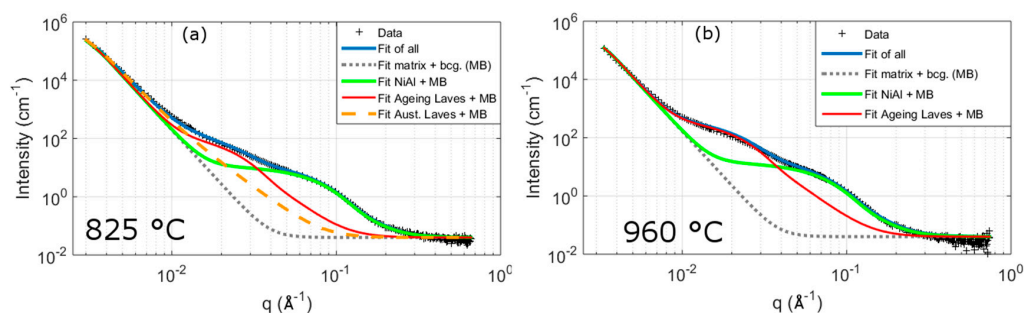 (a)
+ Data
Fit of all
Fit matrix + bcg. (MB)
Fit NiAl + MB
Fit Ageing Laves + MB
Fit Aust. Laves + MB
10^6
10^4
10^2
10^0
10^-2
Intensity (cm^-1)
825 °C
10^-2
10^-1
10^0
q (Å^-1)
(b)
+ Data
Fit of all
Fit matrix + bcg. (MB)
Fit NiAl + MB
Fit Ageing Laves + MB
10^6
10^4
10^2
10^0
10^-2
Intensity (cm^-1)
960 °C
10^-2
10^-1
10^0
q (Å^-1)